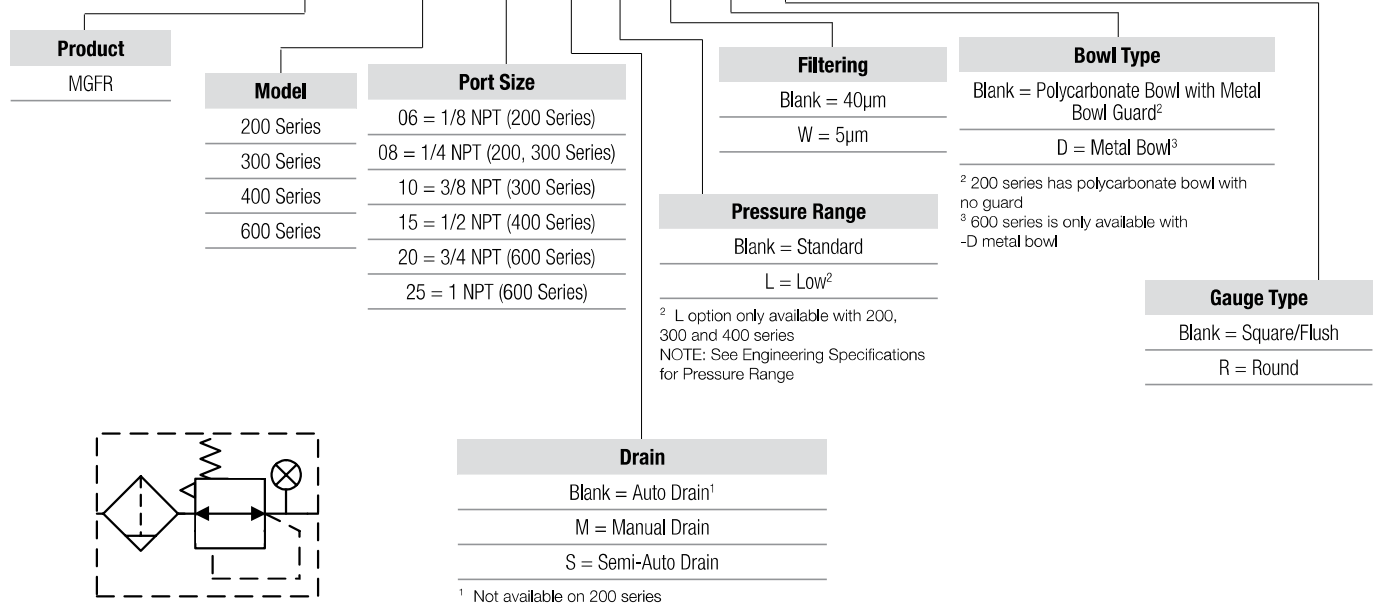 Product
MGFR
Model
200 Series
300 Series
400 Series
600 Series
Port Size
06 = 1/8 NPT (200 Series)
08 = 1/4 NPT (200, 300 Series)
10 = 3/8 NPT (300 Series)
15 = 1/2 NPT (400 Series)
20 = 3/4 NPT (600 Series)
25 = 1 NPT (600 Series)
Drain
Blank = Auto Drain¹
M = Manual Drain
S = Semi-Auto Drain
¹ Not available on 200 series
Pressure Range
Blank = Standard
L = Low²
² L option only available with 200,
300 and 400 series
NOTE: See Engineering Specifications
for Pressure Range
Filtering
Blank = 40µm
W = 5µm
Bowl Type
Blank = Polycarbonate Bowl with Metal
Bowl Guard²
D = Metal Bowl³
² 200 series has polycarbonate bowl with
no guard
³ 600 series is only available with
-D metal bowl
Gauge Type
Blank = Square/Flush
R = Round